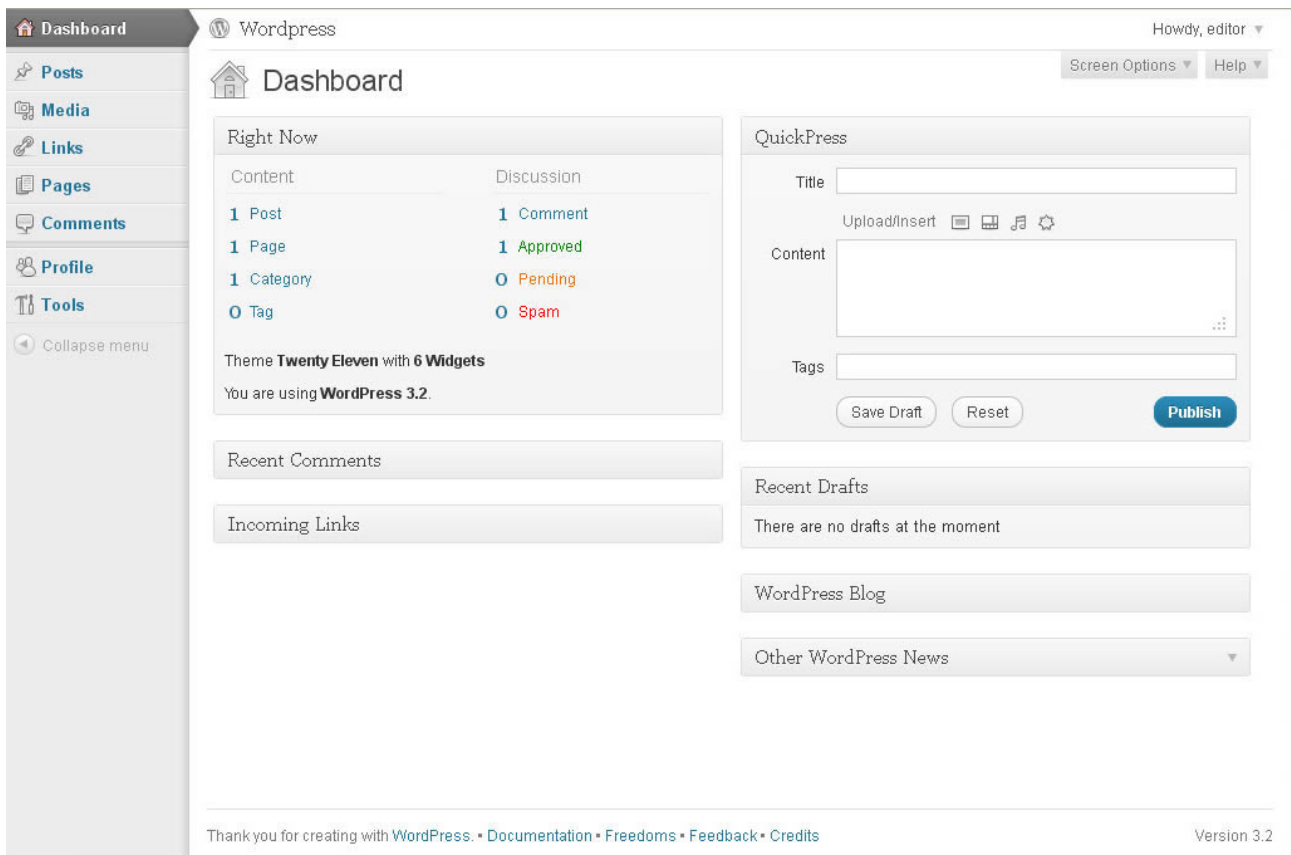 Dashboard
Posts
Media
Links
Pages
Comments
Profile
Tools
Collapse menu
Wordpress
Howdy, editor
Screen Options
Help
Dashboard
Right Now
Content
Discussion
1 Post
1 Comment
1 Page
1 Approved
1 Category
0 Pending
0 Tag
0 Spam
Theme Twenty Eleven with 6 Widgets
You are using WordPress 3.2.
Recent Comments
Incoming Links
QuickPress
Title
Upload/Insert
Content
Tags
Save Draft
Reset
Publish
Recent Drafts
There are no drafts at the moment
WordPress Blog
Other WordPress News
Thank you for creating with WordPress. • Documentation • Freedoms • Feedback • Credits
Version 3.2